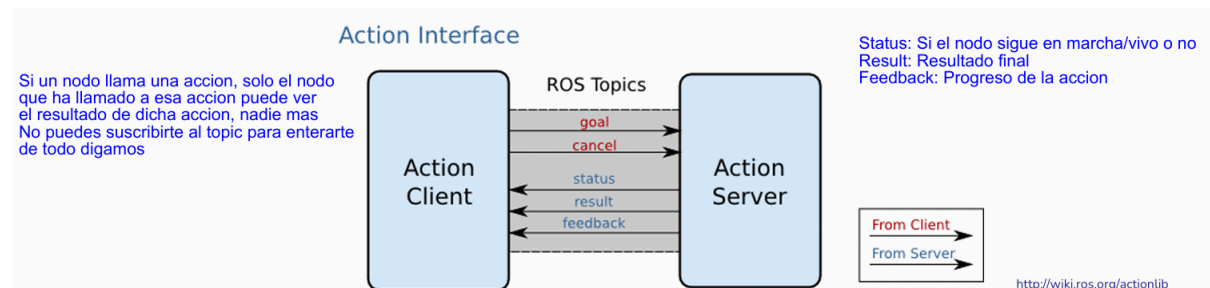 Action Interface
Si un nodo llama una accion, solo el nodo
que ha llamado a esa accion puede ver
el resultado de dicha accion, nadie mas
No puedes suscribirte al topic para enterarte
de todo digamos
Action
Client
ROS Topics
goal
cancel
status
result
feedback
Action
Server
Status: Si el nodo sigue en marcha/vivo o no
Result: Resultado final
Feedback: Progreso de la accion
From Client
From Server
http://wiki.ros.org/actionlib